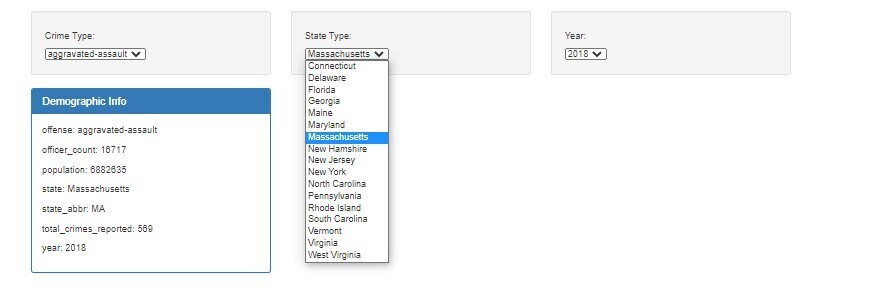 Crime Type:
aggravated-assault
State Type:
Massachusetts
Year:
2018
Connecticut
Delaware
Florida
Georgia
Maine
Maryland
Massachusetts
New Hamshire
New Jersey
New York
North Carolina
Pennsylvania
Rhode Island
South Carolina
Vermont
Virginia
West Virginia
Demographic Info
offense: aggravated-assault
officer_count: 16717
population: 6882635
state: Massachusetts
state_abbr: MA
total_crimes_reported: 569
year: 2018